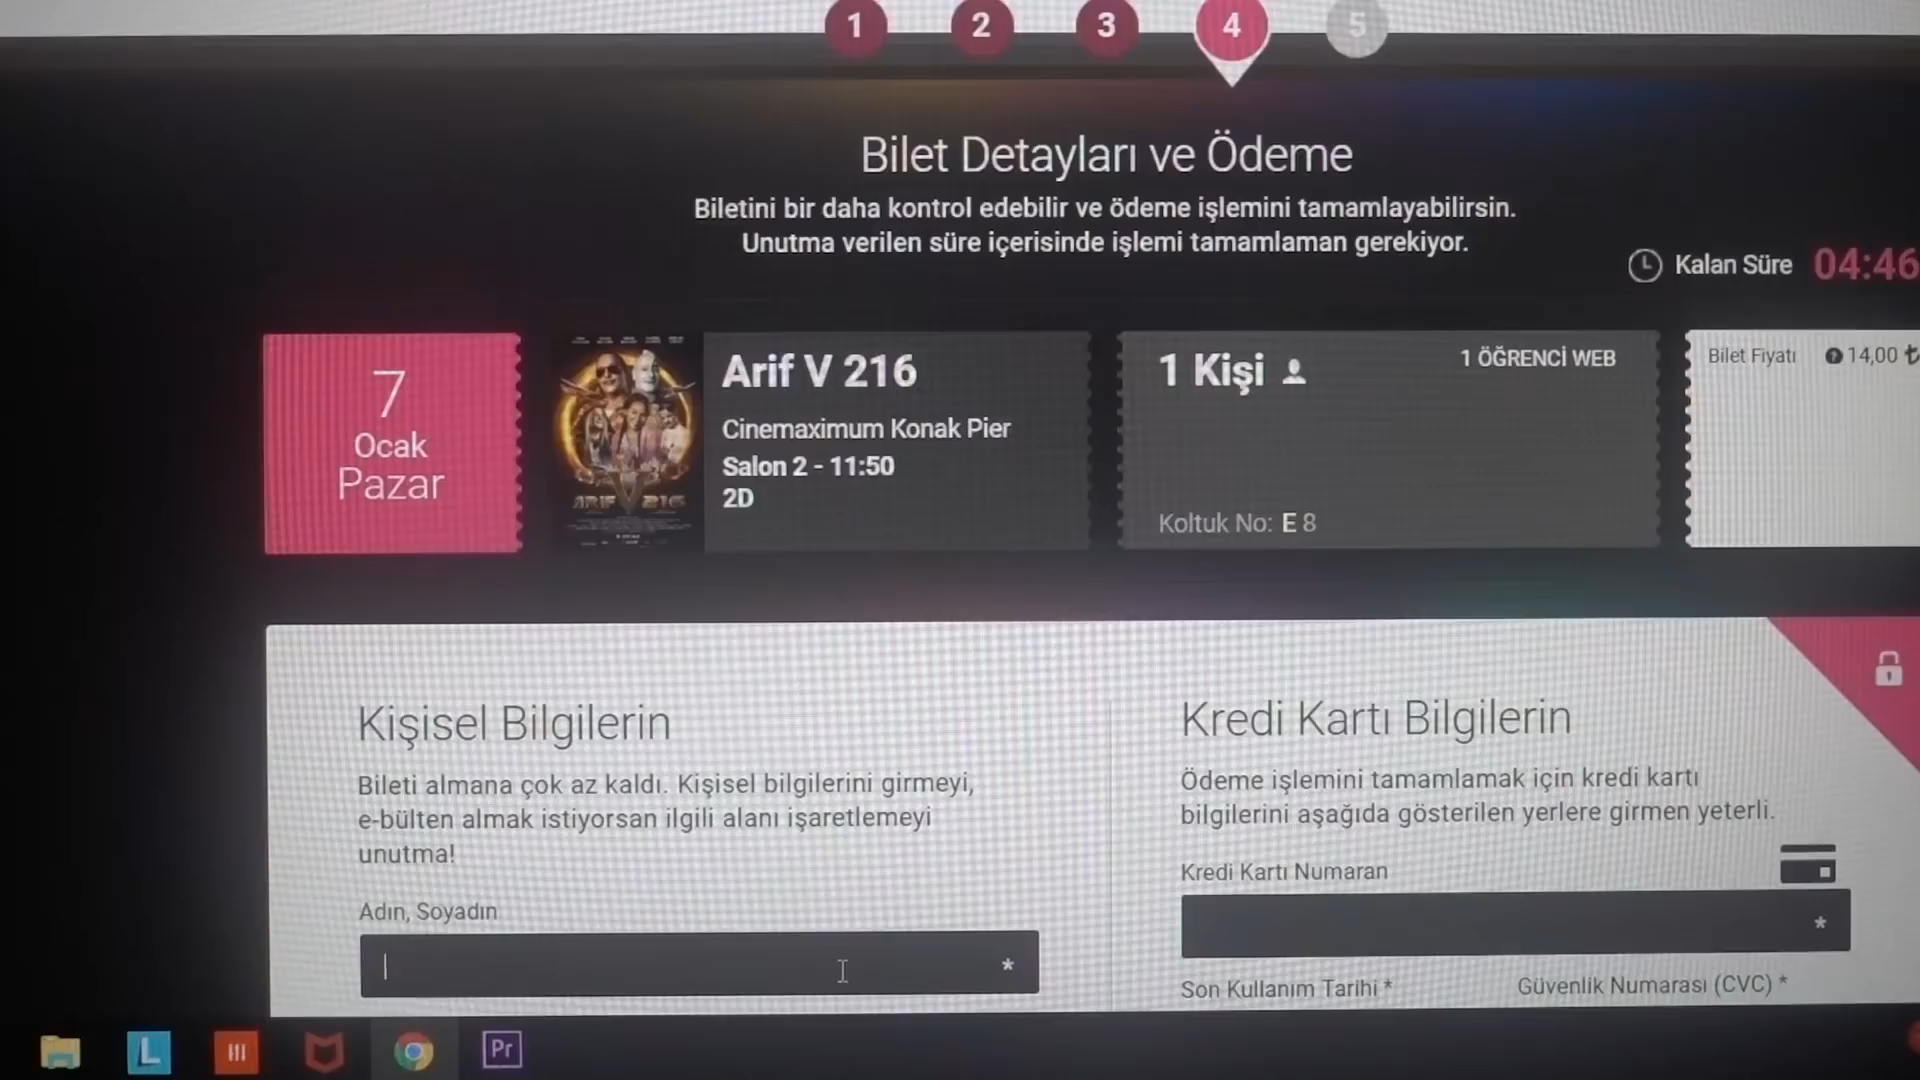 1 2 3 4 5
Bilet Detayları ve Ödeme
Biletini bir daha kontrol edebilir ve ödeme işlemini tamamlayabilirsin.
Unutma verilen süre içerisinde işlemi tamamlaman gerekiyor.
Kalan Süre 04:46
7
Ocak
Pazar
ARIF V 216
Arif V 216
Cinemaximum Konak Pier
Salon 2 - 11:50
2D
1 Kişi
1 ÖĞRENCİ WEB
Koltuk No: E 8
Bilet Fiyatı ? 14,00 ₺
Kişisel Bilgilerin
Bileti almana çok az kaldı. Kişisel bilgilerini girmeyi,
e-bülten almak istiyorsan ilgili alanı işaretlemeyi
unutma!
Adın, Soyadın
*
Kredi Kartı Bilgilerin
Ödeme işlemini tamamlamak için kredi kartı
bilgilerini aşağıda gösterilen yerlere girmen yeterli.
Kredi Kartı Numaran
*
Son Kullanım Tarihi *
Güvenlik Numarası (CVC) *
L
Pr